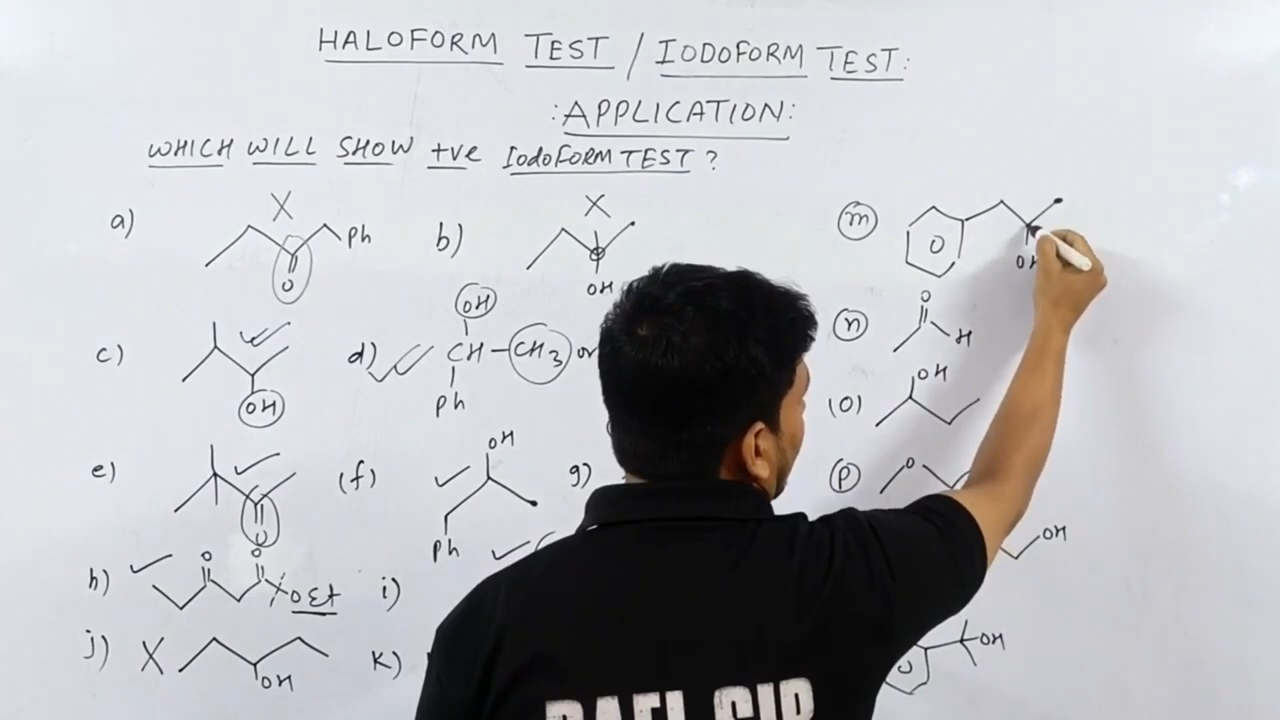 HALOFORM TEST / IODOFORM TEST:
:APPLICATION:
WHICH WILL SHOW +ve IodoFORM TEST ?
a) X Ph O
b) X OH
m OH
c) OH
d) OH CH-CH3 or Ph
n O H
(O) OH
e) O
(f) OH Ph
g)
p O
OH
h) O O OEt
i)
j) X OH
K)
OH